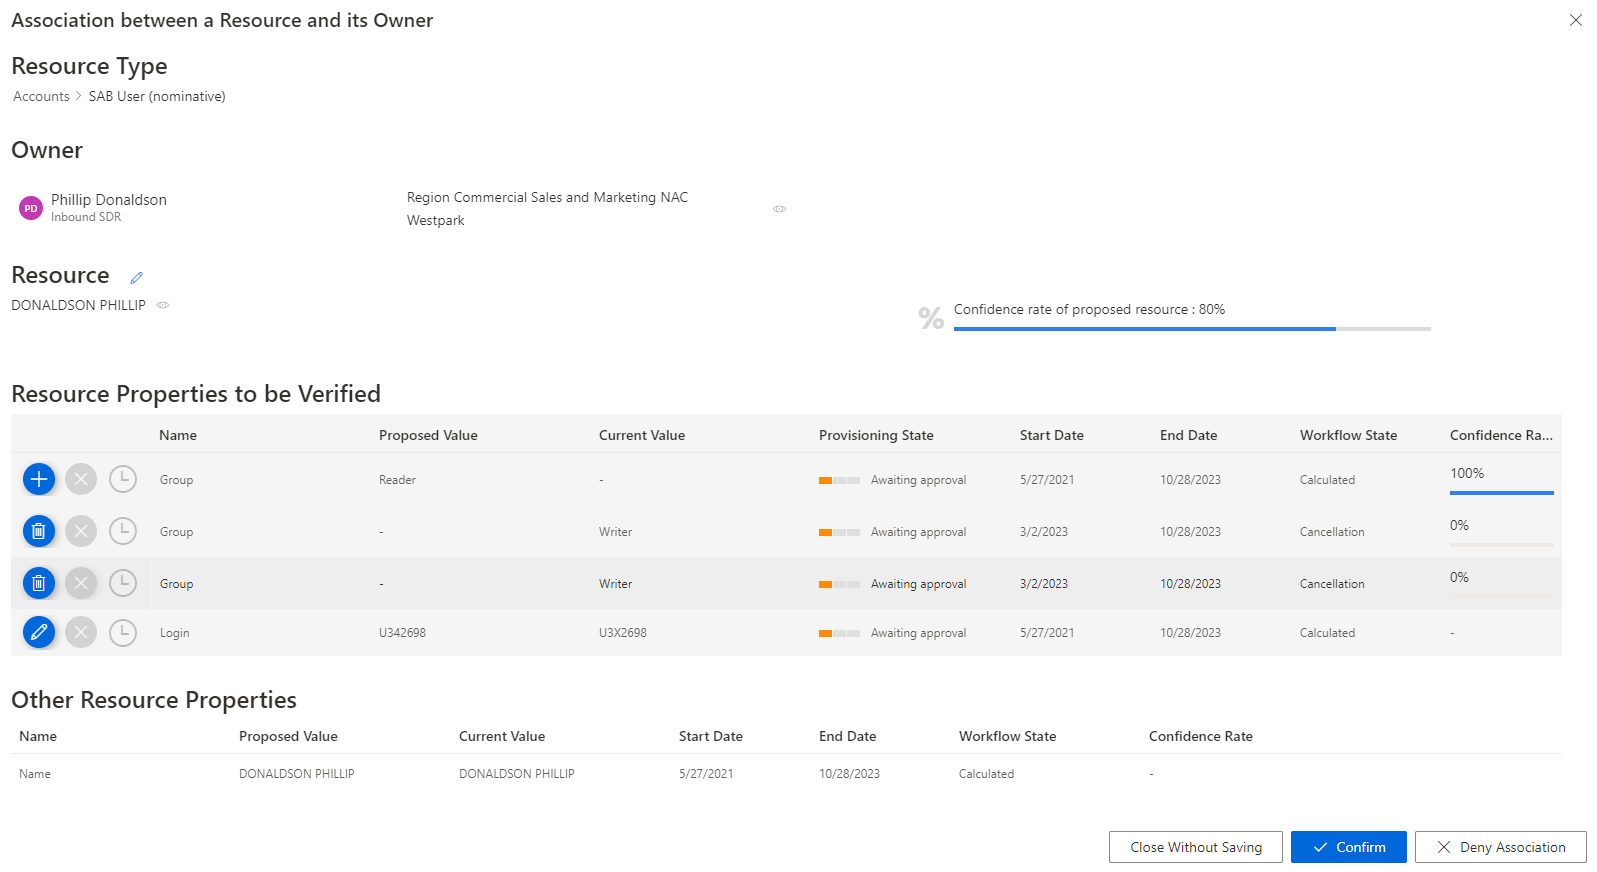 Association between a Resource and its Owner
Resource Type
Accounts > SAB User (nominative)
Owner
PD
Phillip Donaldson
Inbound SDR
Region Commercial Sales and Marketing NAC
Westpark
Resource
DONALDSON PHILLIP
% Confidence rate of proposed resource : 80%
Resource Properties to be Verified
Name Proposed Value Current Value Provisioning State Start Date End Date Workflow State Confidence Ra...
Group Reader - Awaiting approval 5/27/2021 10/28/2023 Calculated 100%
Group - Writer Awaiting approval 3/2/2023 10/28/2023 Cancellation 0%
Group - Writer Awaiting approval 3/2/2023 10/28/2023 Cancellation 0%
Login U342698 U3X2698 Awaiting approval 5/27/2021 10/28/2023 Calculated -
Other Resource Properties
Name Proposed Value Current Value Start Date End Date Workflow State Confidence Rate
Name DONALDSON PHILLIP DONALDSON PHILLIP 5/27/2021 10/28/2023 Calculated -
Close Without Saving Confirm Deny Association